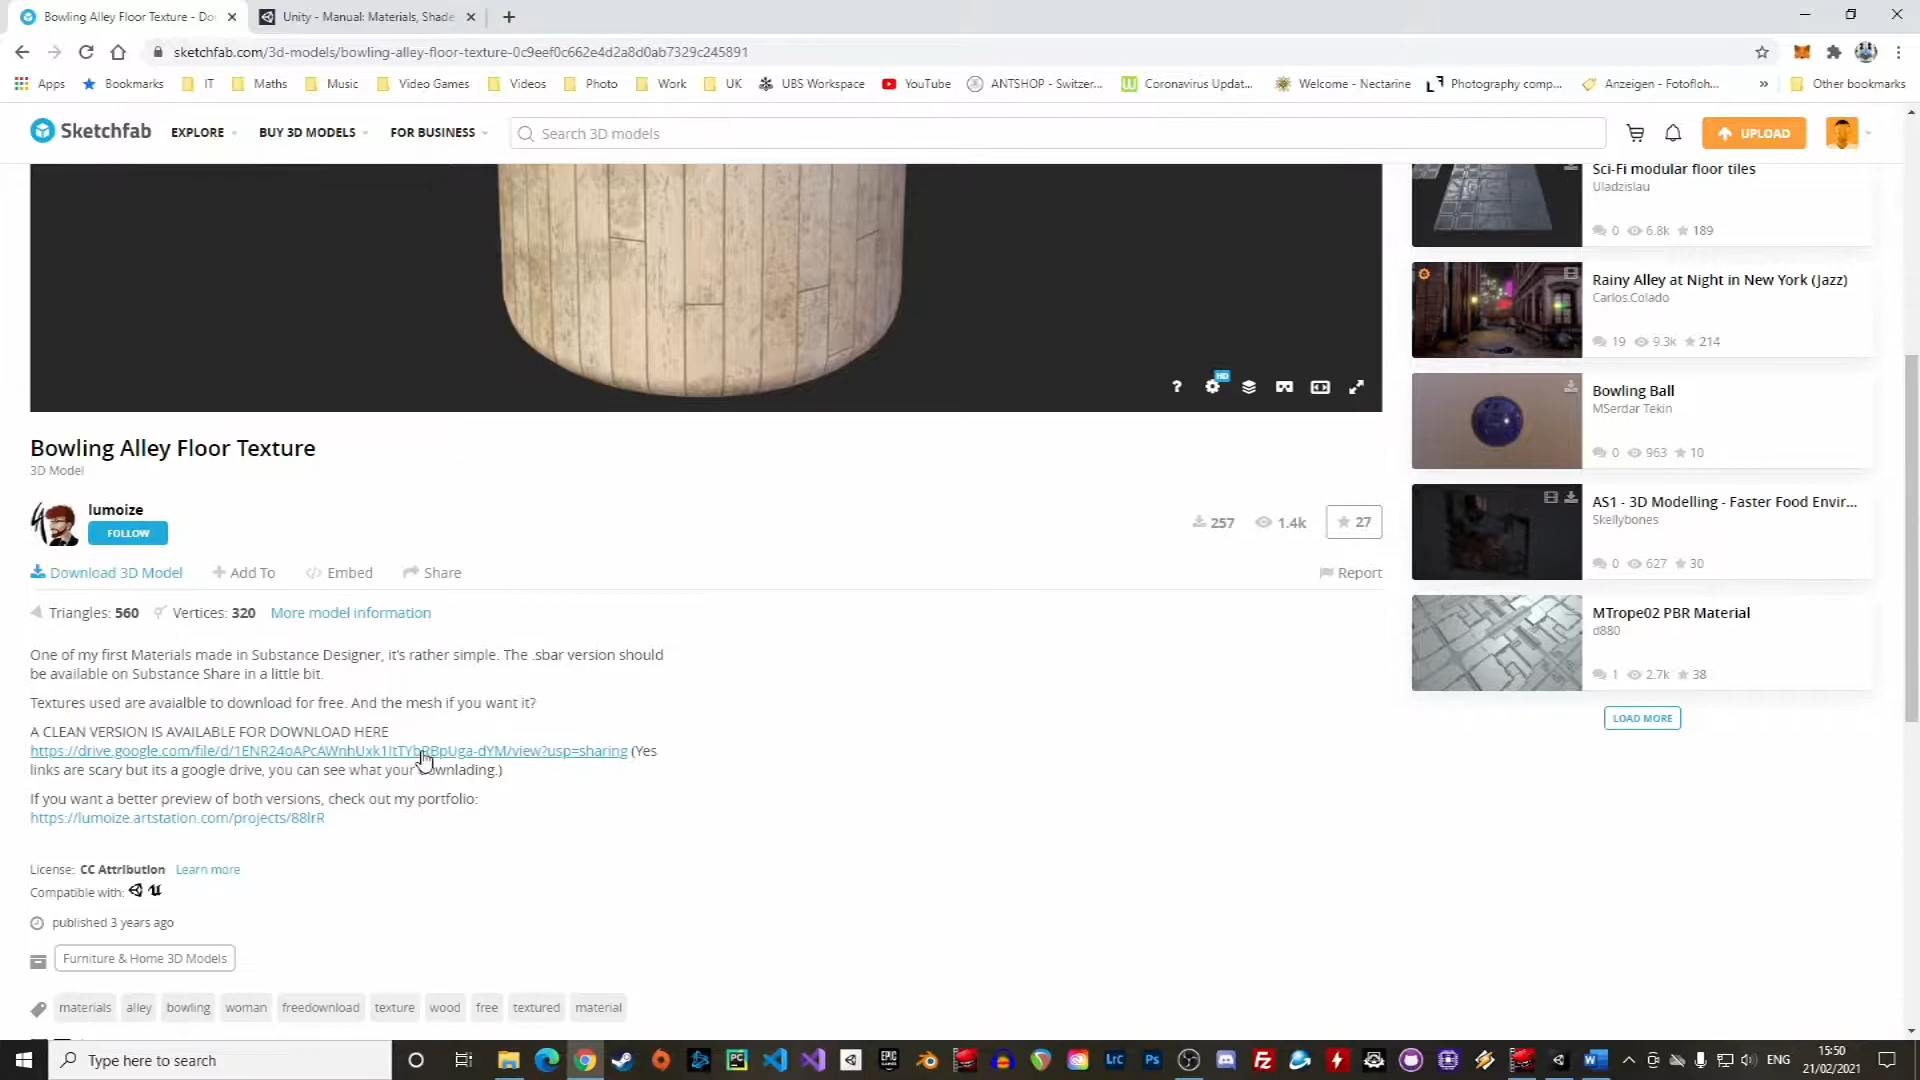 Bowling Alley Floor Texture - Do
Unity - Manual: Materials, Shade
sketchfab.com/3d-models/bowling-alley-floor-texture-0c9eef0c662e4d2a8d0ab7329c245891
Apps Bookmarks IT Maths Music Video Games Videos Photo Work UK UBS Workspace YouTube ANTSHOP - Switzer... Coronavirus Updat... Welcome - Nectarine Photography comp... Anzeigen - Fotofloh... » Other bookmarks
Sketchfab EXPLORE BUY 3D MODELS FOR BUSINESS Search 3D models UPLOAD
Sci-Fi modular floor tiles
Uladzislau
0 6.8k 189
Rainy Alley at Night in New York (Jazz)
Carlos.Colado
19 9.3k 214
Bowling Ball
MSerdar Tekin
0 963 10
AS1 - 3D Modelling - Faster Food Envir...
Skellybones
0 627 30
MTrope02 PBR Material
d880
1 2.7k 38
LOAD MORE
? HD
Bowling Alley Floor Texture
3D Model
lumoize
FOLLOW
257 1.4k 27
Download 3D Model Add To Embed Share Report
Triangles: 560 Vertices: 320 More model information
One of my first Materials made in Substance Designer, it's rather simple. The .sbar version should
be available on Substance Share in a little bit.
Textures used are avaialble to download for free. And the mesh if you want it?
A CLEAN VERSION IS AVAILABLE FOR DOWNLOAD HERE
(Yes
links are scary but its a google drive, you can see what your downlading.)
If you want a better preview of both versions, check out my portfolio:
https://lumoize.artstation.com/projects/88lrR
License: CC Attribution Learn more
Compatible with:
published 3 years ago
Furniture & Home 3D Models
materials alley bowling woman freedownload texture wood free textured material
Type here to search
LrC Ps ENG
15:50
21/02/2021